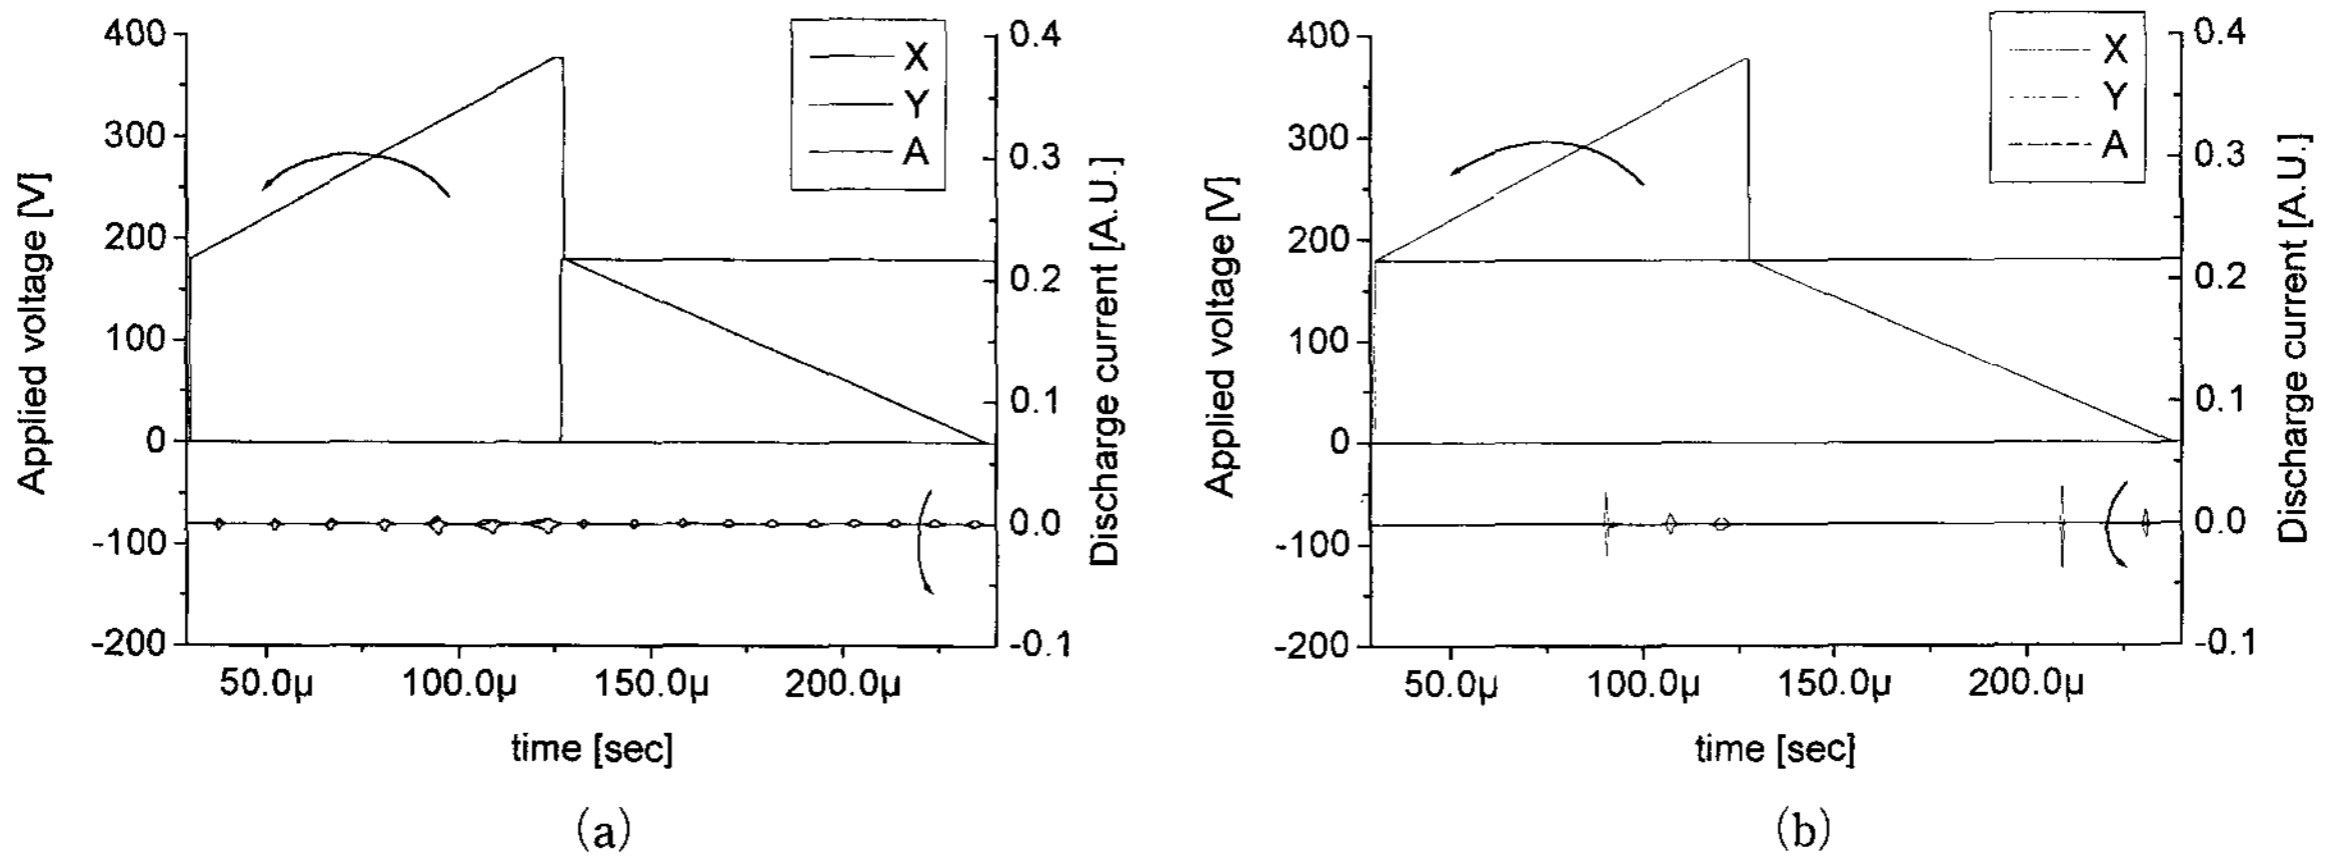 400
300
200
100
0
-100
-200
Applied voltage [V]
X
Y
A
0.4
0.3
0.2
0.1
0.0
-0.1
Discharge current [A.U.]
50.0µ 100.0µ 150.0µ 200.0µ
time [sec]
(a)
400
300
200
100
0
-100
-200
Applied voltage [V]
X
Y
A
0.4
0.3
0.2
0.1
0.0
-0.1
Discharge current [A.U.]
50.0µ 100.0µ 150.0µ 200.0µ
time [sec]
(b)